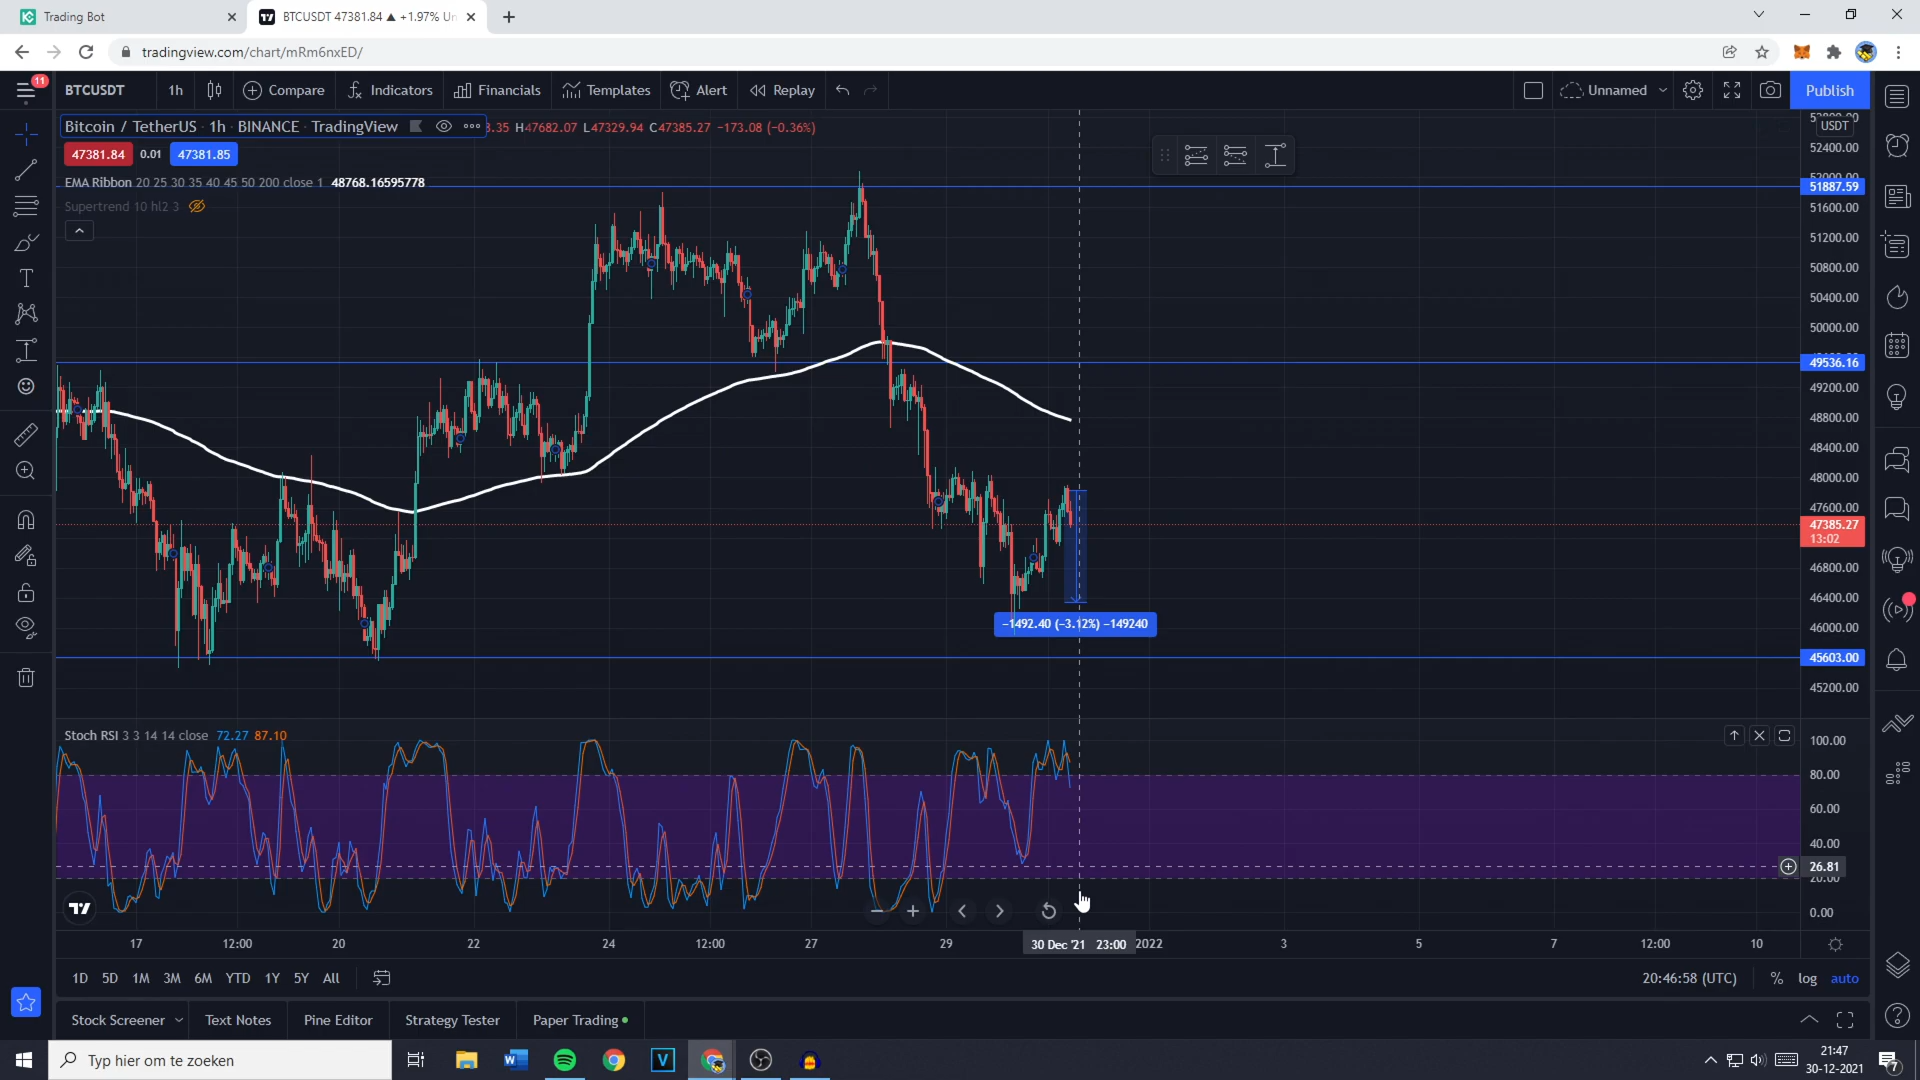 Trading Bot
BTCUSDT 47381.84 ▲ +1.97% Un
tradingview.com/chart/mRm6nxED/
11
BTCUSDT 1h Compare Indicators Financials Templates Alert Replay Unnamed Publish
Bitcoin / TetherUS · 1h · BINANCE · TradingView 3.35 H47682.07 L47329.94 C47385.27 −173.08 (−0.36%)
USDT
47381.84 0.01 47381.85
EMA Ribbon 20 25 30 35 40 45 50 200 close 1 48768.16595778
Supertrend 10 hl2 3
52400.00
51887.59
51600.00
51200.00
50800.00
50400.00
50000.00
49536.16
49200.00
48800.00
48400.00
48000.00
47600.00
47385.27
13:02
46800.00
46400.00
−1492.40 (−3.12%) −149240
46000.00
45603.00
45200.00
Stoch RSI 3 3 14 14 close 72.27 87.10
100.00
80.00
60.00
40.00
26.81
20.00
0.00
17 12:00 20 22 24 12:00 27 29 30 Dec '21 23:00 2022 3 5 7 12:00 10
1D 5D 1M 3M 6M YTD 1Y 5Y All 20:46:58 (UTC) % log auto
Stock Screener Text Notes Pine Editor Strategy Tester Paper Trading
Typ hier om te zoeken
21:47
30-12-2021
7